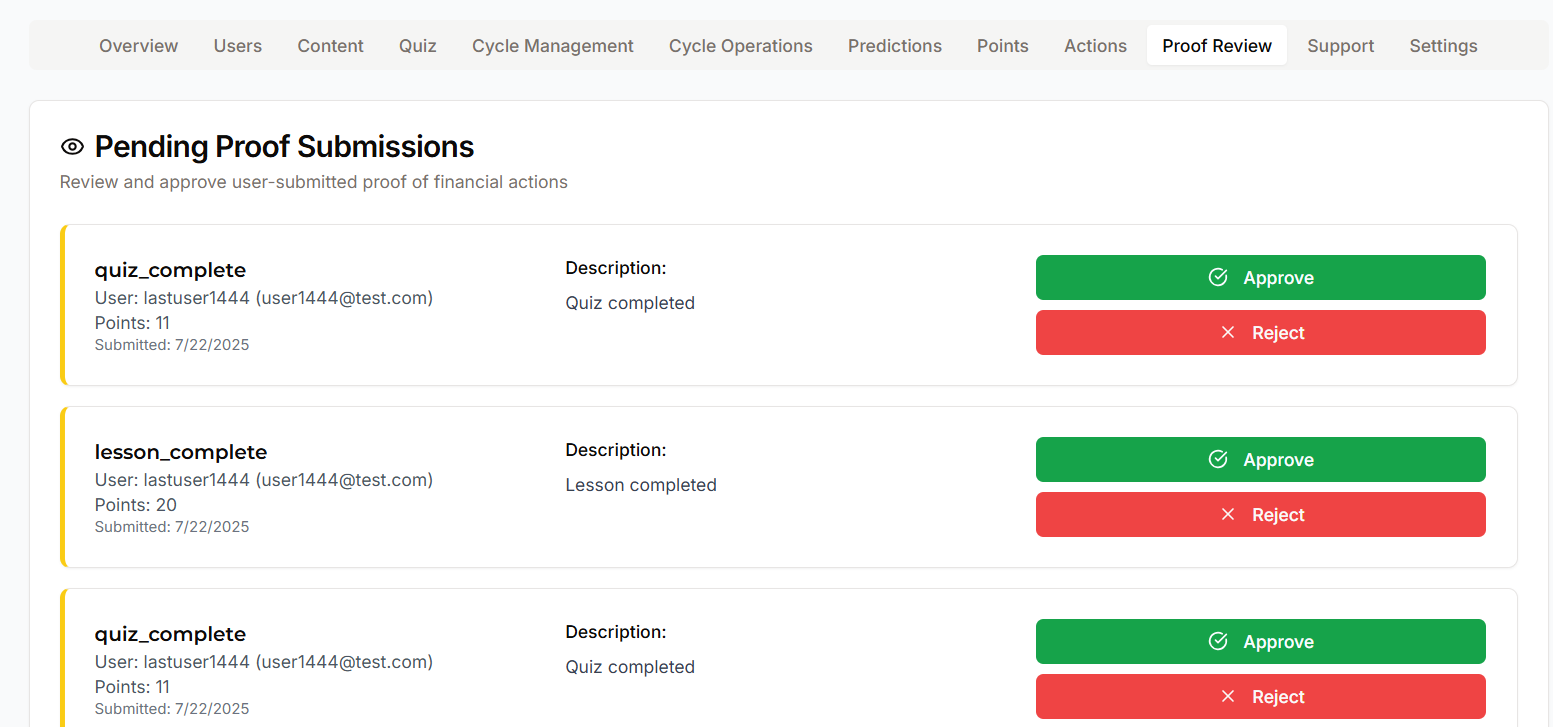 Overview Users Content Quiz Cycle Management Cycle Operations Predictions Points Actions Proof Review Support Settings
Pending Proof Submissions
Review and approve user-submitted proof of financial actions
quiz_complete
User: lastuser1444 (user1444@test.com)
Points: 11
Submitted: 7/22/2025
Description:
Quiz completed
Approve
Reject
lesson_complete
User: lastuser1444 (user1444@test.com)
Points: 20
Submitted: 7/22/2025
Description:
Lesson completed
Approve
Reject
quiz_complete
User: lastuser1444 (user1444@test.com)
Points: 11
Submitted: 7/22/2025
Description:
Quiz completed
Approve
Reject